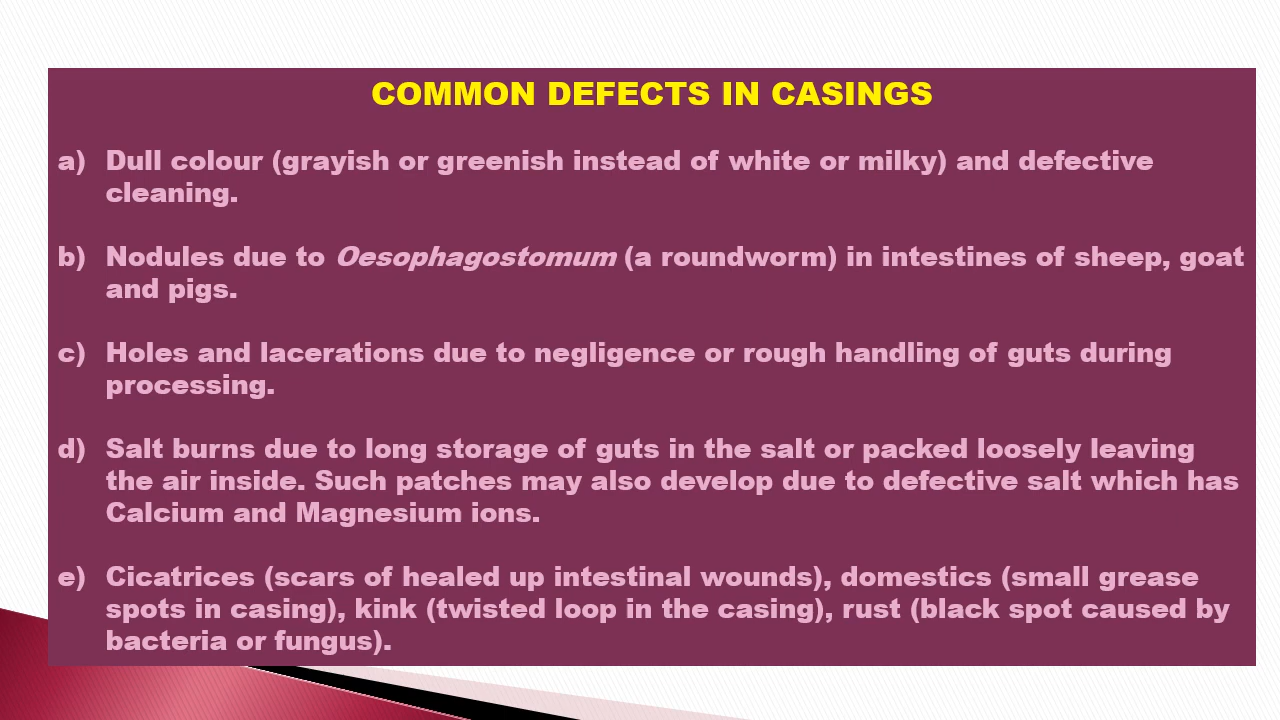 COMMON DEFECTS IN CASINGS
a) Dull colour (grayish or greenish instead of white or milky) and defective
cleaning.
b) Nodules due to Oesophagostomum (a roundworm) in intestines of sheep, goat
and pigs.
c) Holes and lacerations due to negligence or rough handling of guts during
processing.
d) Salt burns due to long storage of guts in the salt or packed loosely leaving
the air inside. Such patches may also develop due to defective salt which has
Calcium and Magnesium ions.
e) Cicatrices (scars of healed up intestinal wounds), domestics (small grease
spots in casing), kink (twisted loop in the casing), rust (black spot caused by
bacteria or fungus).